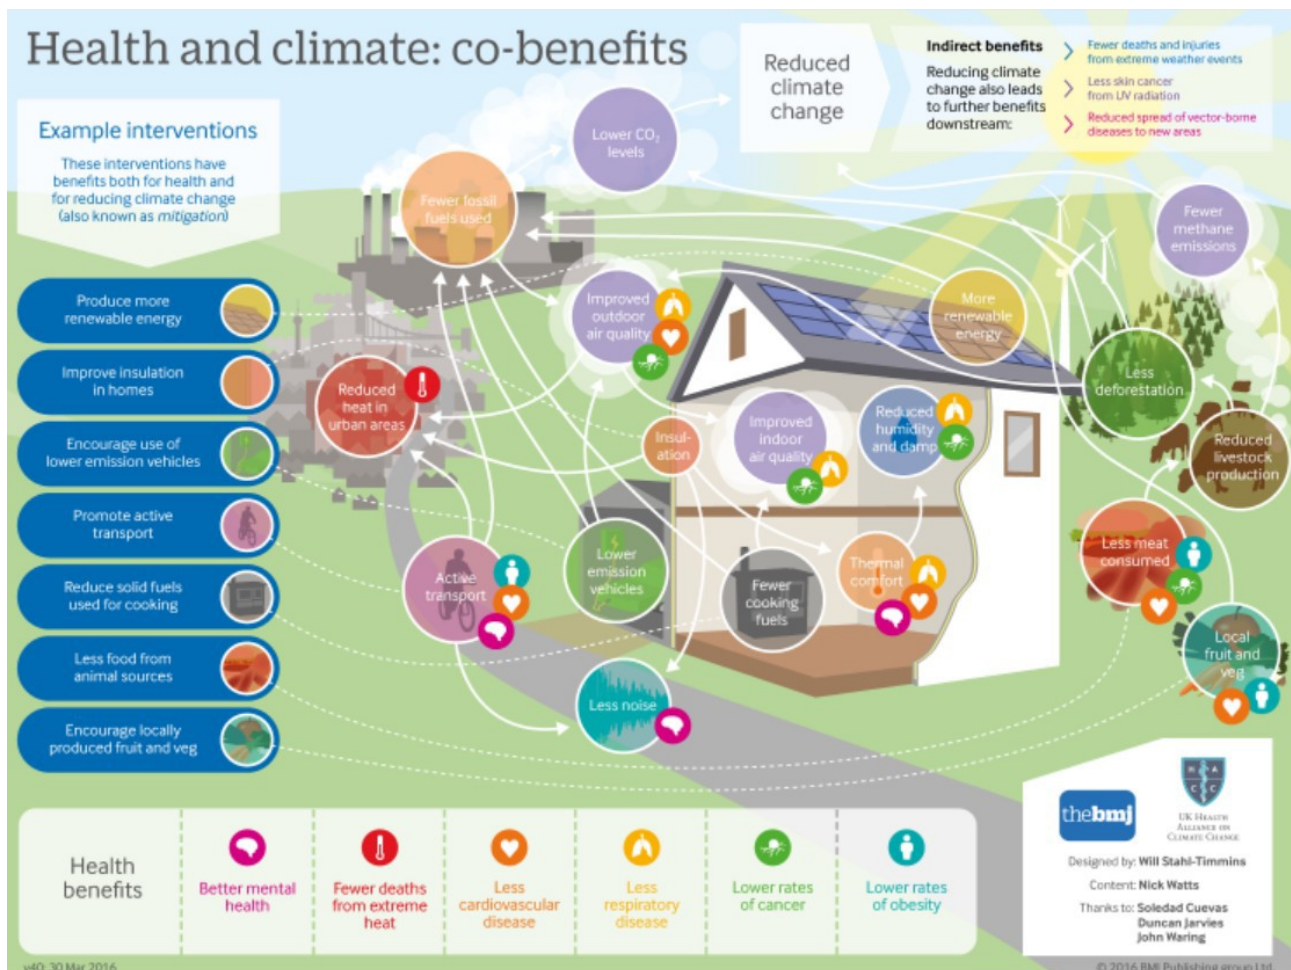 Health and climate: co-benefits
Reduced
climate
change
Indirect benefits
Reducing climate
change also leads
to further benefits
downstream:
Fewer deaths and injuries
from extreme weather events
Less skin cancer
from UV radiation
Reduced spread of vector-borne
diseases to new areas
Example interventions
These interventions have
benefits both for health and
for reducing climate change
(also known as mitigation)
Produce more
renewable energy
Improve insulation
in homes
Encourage use of
lower emission vehicles
Promote active
transport
Reduce solid fuels
used for cooking
Less food from
animal sources
Encourage locally
produced fruit and veg
Lower CO₂
levels
Fewer fossil
fuels used
Fewer
methane
emissions
Improved
outdoor
air quality
More
renewable
energy
Reduced
heat in
urban areas
Less
deforestation
Insul-
ation
Improved
indoor
air quality
Reduced
humidity
and damp
Reduced
livestock
production
Active
transport
Lower
emission
vehicles
Fewer
cooking
fuels
Thermal
comfort
Less meat
consumed
Local
fruit and
veg
Less noise
Health
benefits
Better mental
health
Fewer deaths
from extreme
heat
Less
cardiovascular
disease
Less
respiratory
disease
Lower rates
of cancer
Lower rates
of obesity
thebmj
H A
C C
UK HEALTH
ALLIANCE ON
CLIMATE CHANGE
Designed by: Will Stahl-Timmins
Content: Nick Watts
Thanks to: Soledad Cuevas
Duncan Jarvies
John Waring
v40: 30 Mar 2016
© 2016 BMJ Publishing group Ltd